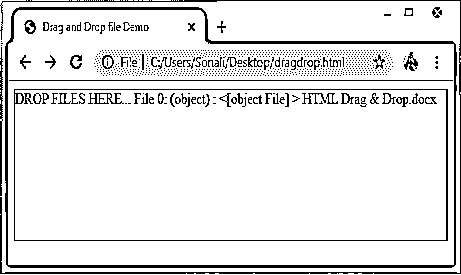 Drag and Drop file Demo
File C:/Users/Sonali/Desktop/dragdrop.html
DROP FILES HERE... File 0: (object) : <[object File] > HTML Drag & Drop.docx